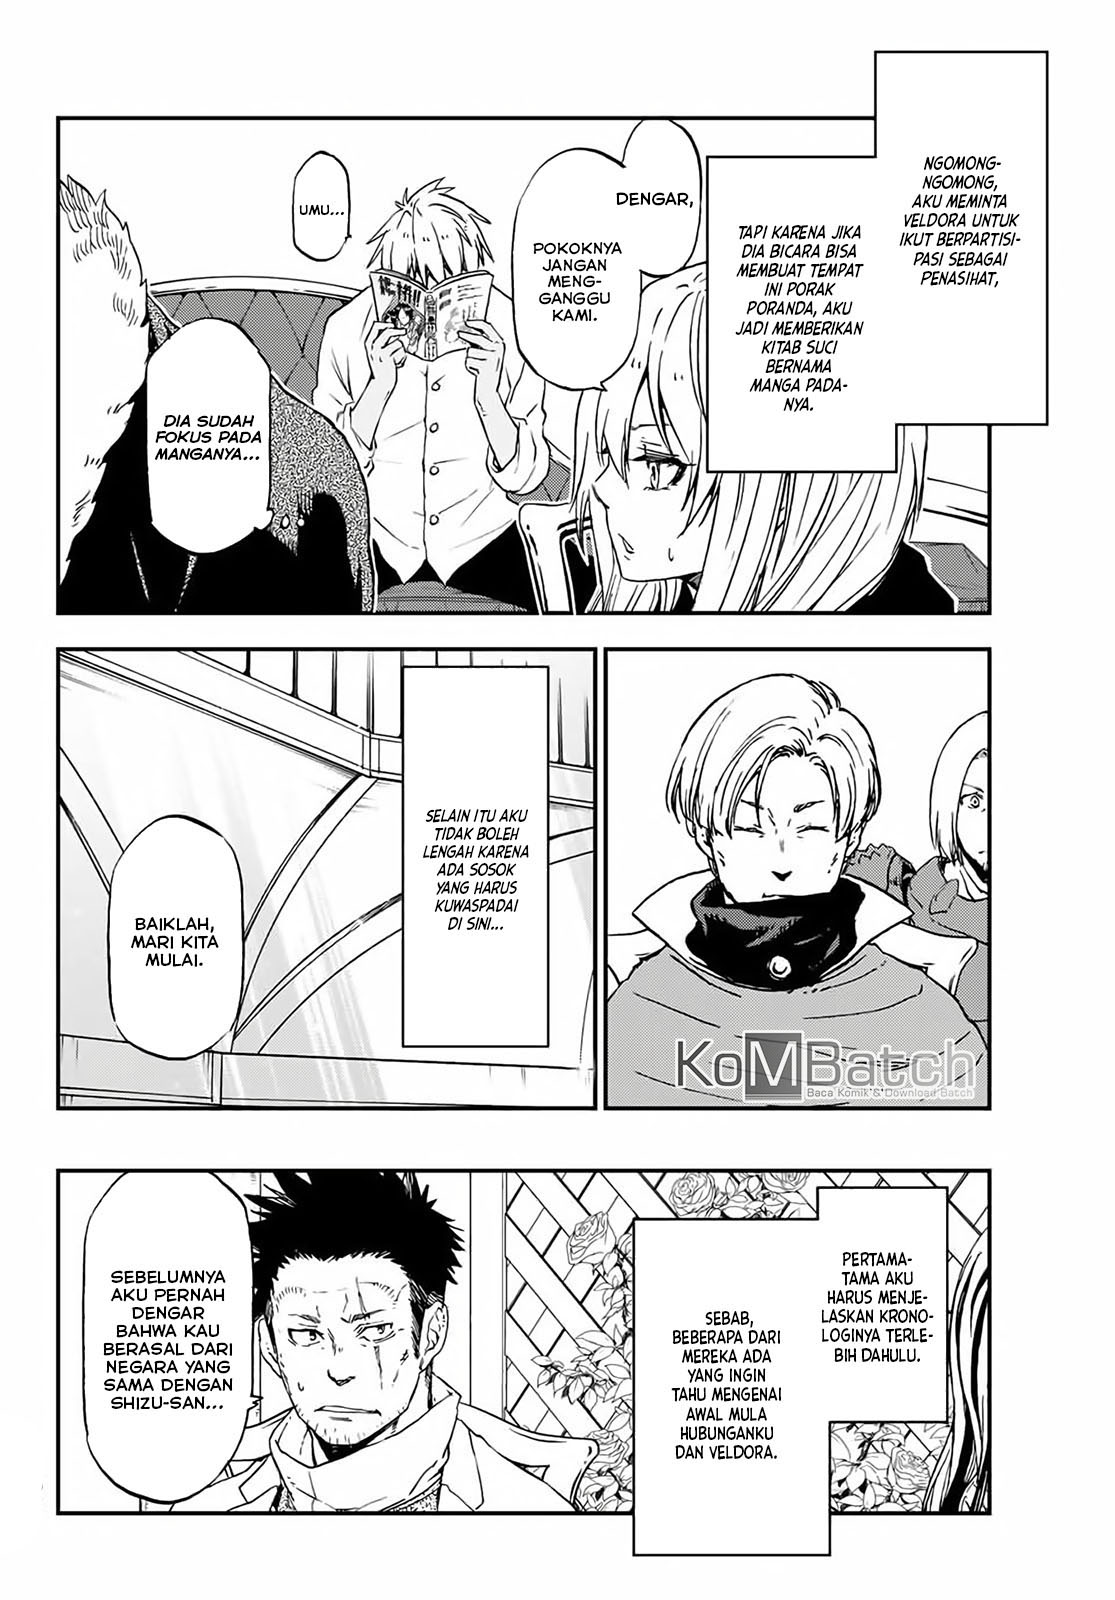 NGOMONG-
NGOMONG,
AKU MEMINTA
VELDORA UNTUK
IKUT BERPARTISI-
PASI SEBAGAI
PENASIHAT,
TAPI KARENA JIKA
DIA BICARA BISA
MEMBUAT TEMPAT
INI PORAK
PORANDA, AKU
JADI MEMBERIKAN
KITAB SUCI
BERNAMA
MANGA PADA-
NYA.
DENGAR,
POKOKNYA
JANGAN
MENG-
GANGGU
KAMI.
UMU...
DIA SUDAH
FOKUS PADA
MANGANYA...
SELAIN ITU AKU
TIDAK BOLEH
LENGAH KARENA
ADA SOSOK
YANG HARUS
KUWASPADAI
DI SINI...
BAIKLAH,
MARI KITA
MULAI.
KoMBatch
Baca Komik & Download Batch
PERTAMA-
TAMA AKU
HARUS MENJE-
LASKAN KRONO-
LOGINYA TERLE-
BIH DAHULU.
SEBAB,
BEBERAPA DARI
MEREKA ADA
YANG INGIN
TAHU MENGENAI
AWAL MULA
HUBUNGANKU
DAN VELDORA.
SEBELUMNYA
AKU PERNAH
DENGAR
BAHWA KAU
BERASAL DARI
NEGARA YANG
SAMA DENGAN
SHIZU-SAN...